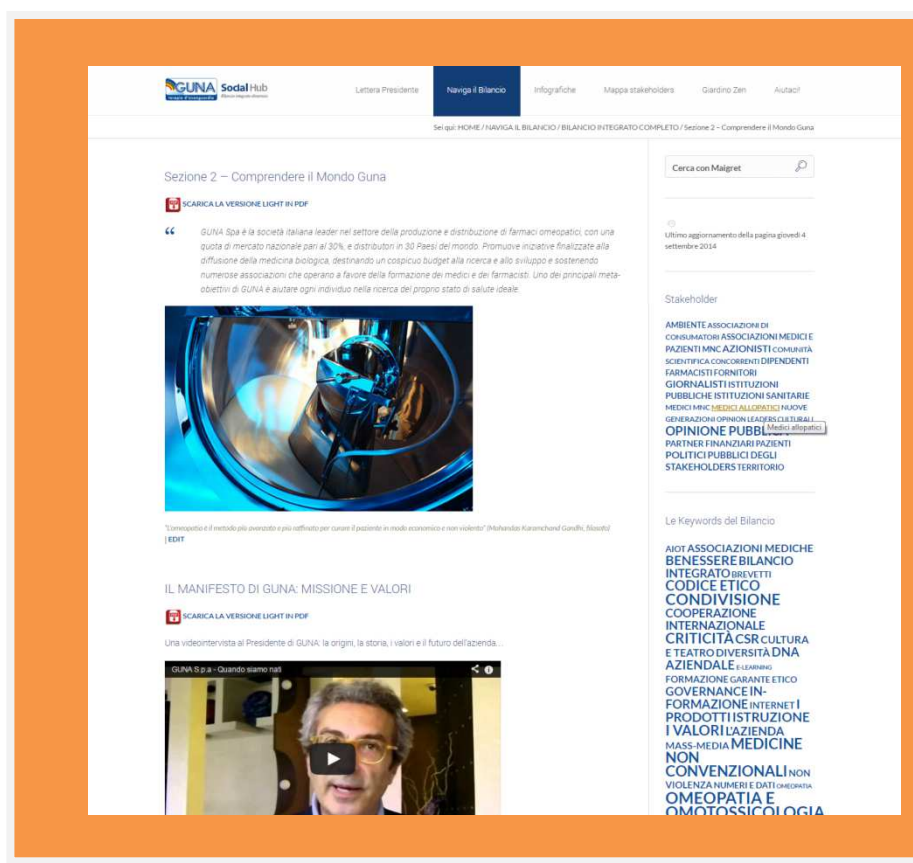 GUNA Social Hub
terapie d'avanguardia
Lettera Presidente
Naviga il Bilancio
Infografiche
Mappa stakeholders
Giardino Zen
Aiutaci!
Sei qui: HOME / NAVIGA IL BILANCIO / BILANCIO INTEGRATO COMPLETO / Sezione 2 – Comprendere il Mondo Guna
Sezione 2 – Comprendere il Mondo Guna
SCARICA LA VERSIONE LIGHT IN PDF
“ GUNA Spa è la società italiana leader nel settore della produzione e distribuzione di farmaci omeopatici, con una
quota di mercato nazionale pari al 30%, e distributori in 30 Paesi del mondo. Promuove iniziative finalizzate alla
diffusione della medicina biologica, destinando un cospicuo budget alla ricerca e allo sviluppo e sostenendo
numerose associazioni che operano a favore della formazione dei medici e dei farmacisti. Uno dei principali meta-
obiettivi di GUNA è aiutare ogni individuo nella ricerca del proprio stato di salute ideale.
"L'omeopatia è il metodo più avanzato e più raffinato per curare il paziente in modo economico e non violento" (Mohandas Karamchand Gandhi, filosofo)
| EDIT
IL MANIFESTO DI GUNA: MISSIONE E VALORI
SCARICA LA VERSIONE LIGHT IN PDF
Una videointervista al Presidente di GUNA: la origini, la storia, i valori e il futuro dell'azienda...
GUNA S.p.a - Quando siamo nati
Cerca con Maigret
Ultimo aggiornamento della pagina giovedì 4
settembre 2014
Stakeholder
AMBIENTE ASSOCIAZIONI DI
CONSUMATORI ASSOCIAZIONI MEDICI E
PAZIENTI MNC AZIONISTI COMUNITÀ
SCIENTIFICA CONCORRENTI DIPENDENTI
FARMACISTI FORNITORI
GIORNALISTI ISTITUZIONI
PUBBLICHE ISTITUZIONI SANITARIE
MEDICI MNC MEDICI ALLOPATICI NUOVE
GENERAZIONI OPINION LEADERS CULTURALI
OPINIONE PUBBLICA
Medici allopatici
PARTNER FINANZIARI PAZIENTI
POLITICI PUBBLICI DEGLI
STAKEHOLDERS TERRITORIO
Le Keywords del Bilancio
AIOT ASSOCIAZIONI MEDICHE
BENESSERE BILANCIO
INTEGRATO BREVETTI
CODICE ETICO
CONDIVISIONE
COOPERAZIONE
INTERNAZIONALE
CRITICITÀ CSR CULTURA
E TEATRO DIVERSITÀ DNA
AZIENDALE E-LEARNING
FORMAZIONE GARANTE ETICO
GOVERNANCE IN-
FORMAZIONE INTERNET I
PRODOTTI ISTRUZIONE
I VALORI L'AZIENDA
MASS-MEDIA MEDICINE
NON
CONVENZIONALI NON
VIOLENZA NUMERI E DATI OMEOPATIA
OMEOPATIA E
OMOTOSSICOLOGIA